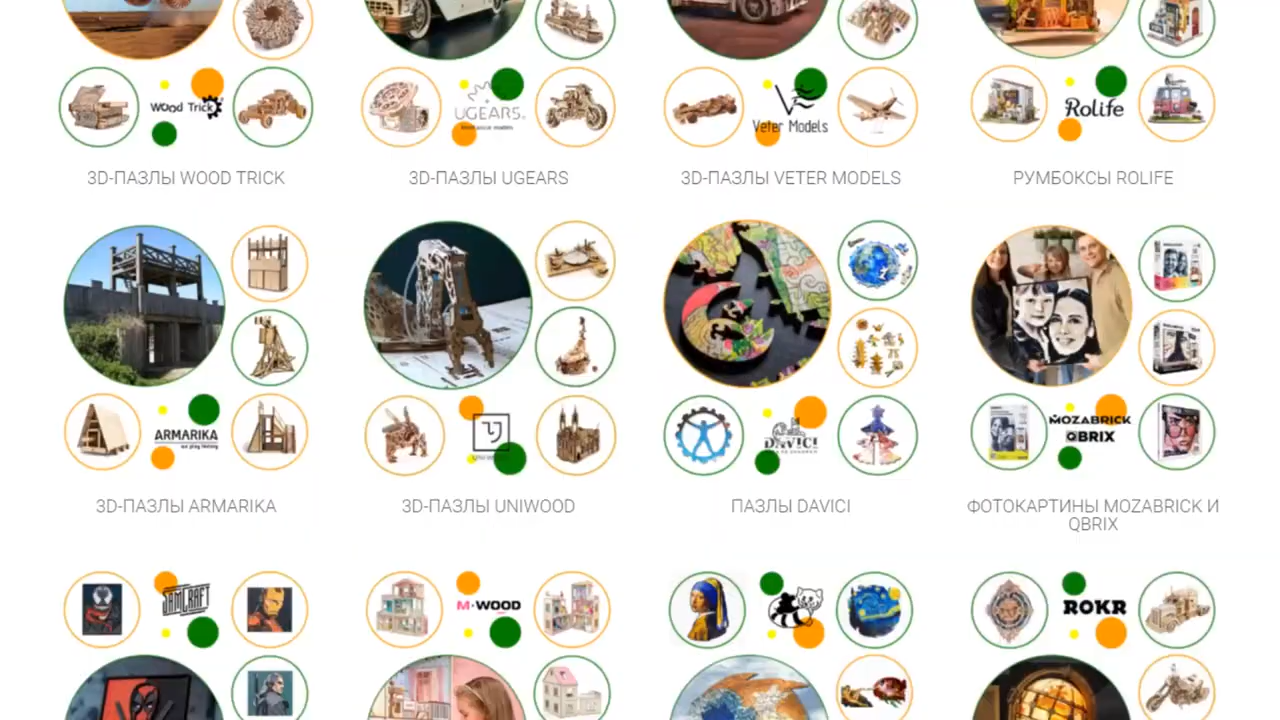 Wood Trick
UGEARS
Veter Models
Rolife
3D-ПАЗЛЫ WOOD TRICK
3D-ПАЗЛЫ UGEARS
3D-ПАЗЛЫ VETER MODELS
РУМБОКСЫ ROLIFE
ARMARIKA
DAVICI
MOZABRICK
QBRIX
3D-ПАЗЛЫ ARMARIKA
3D-ПАЗЛЫ UNIWOOD
ПАЗЛЫ DAVICI
ФОТОКАРТИНЫ MOZABRICK И
QBRIX
JAMCRAFT
M-WOOD
ROKR